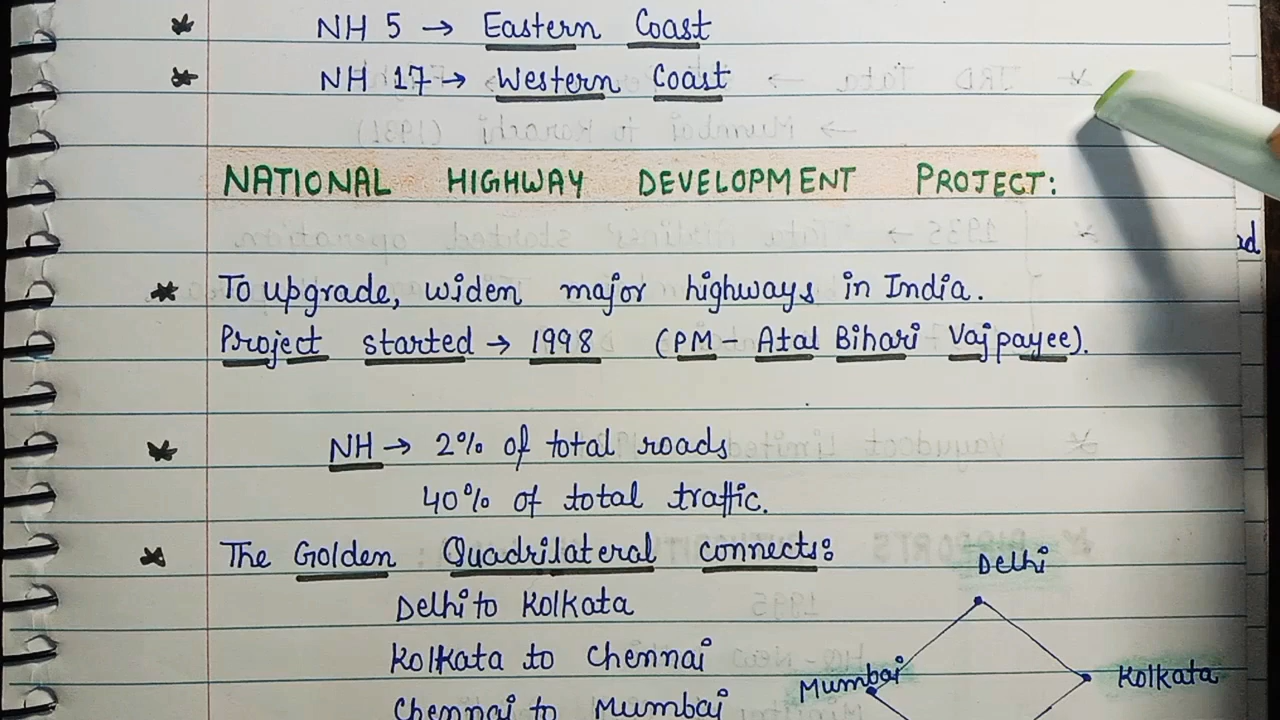 * NH 5 → Eastern Coast
* NH 17 → Western Coast
NATIONAL HIGHWAY DEVELOPMENT PROJECT:
* To upgrade, widen major highways in India.
Project started → 1998 (PM - Atal Bihari Vajpayee).
* NH → 2% of total roads
40% of total traffic.
* The Golden Quadrilateral connects:
Delhi to Kolkata
Kolkata to Chennai
Chennai to Mumbai
Delhi
Mumbai
Kolkata